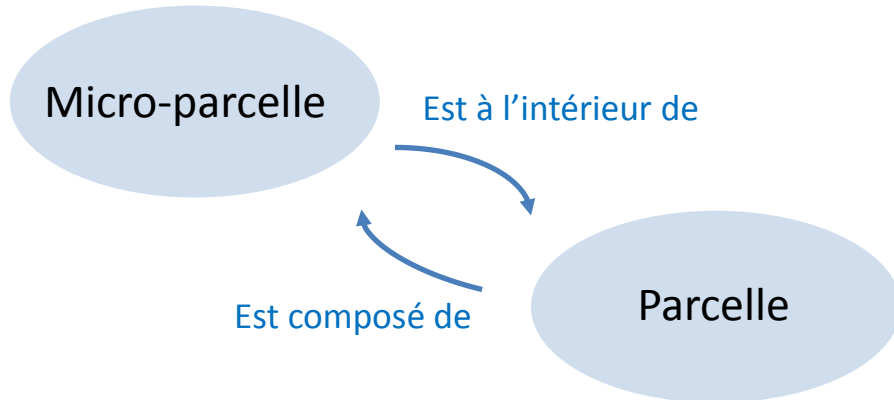 Micro-parcelle
Est à l’intérieur de
Est composé de
Parcelle